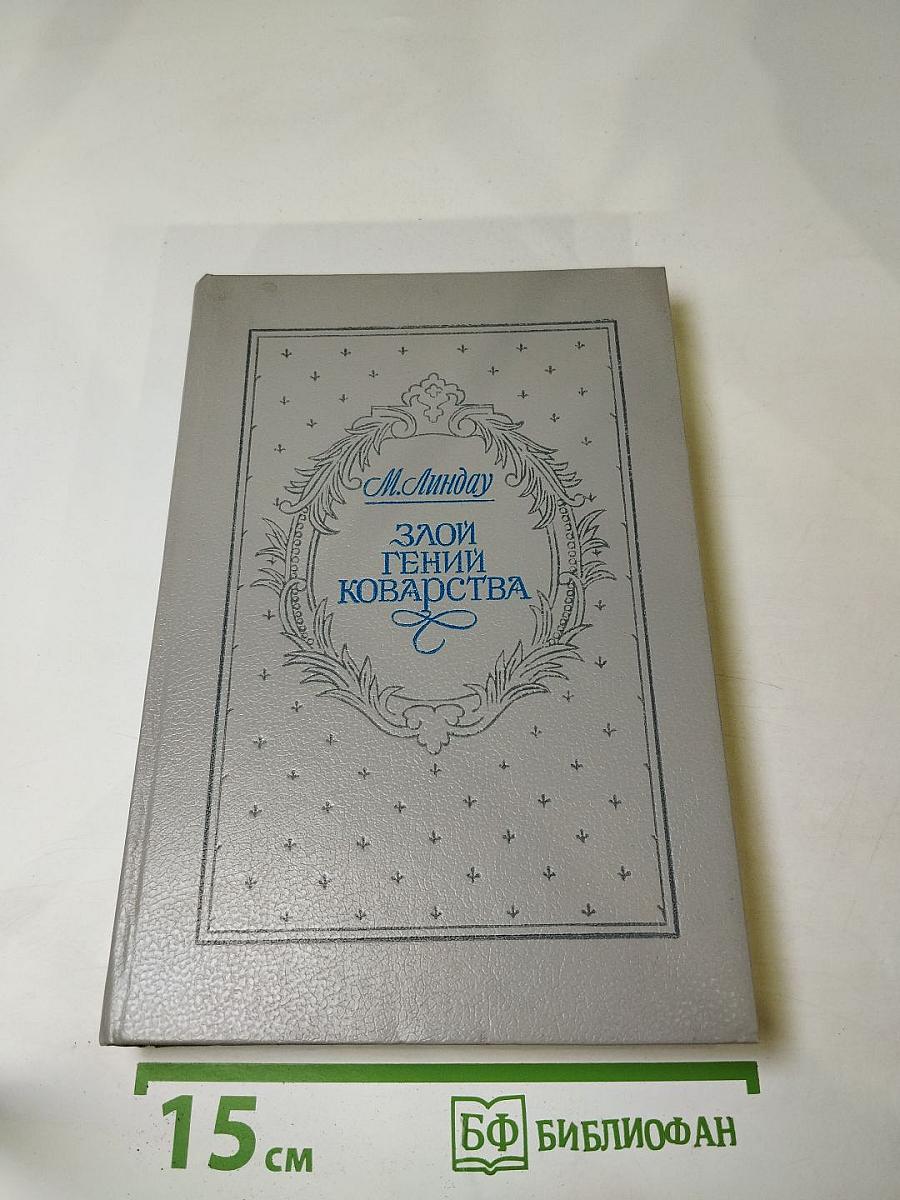 М. Линдау
ЗЛОЙ
ГЕНИЙ
КОВАРСТВА
15 см
БФ БИБЛИОФАН